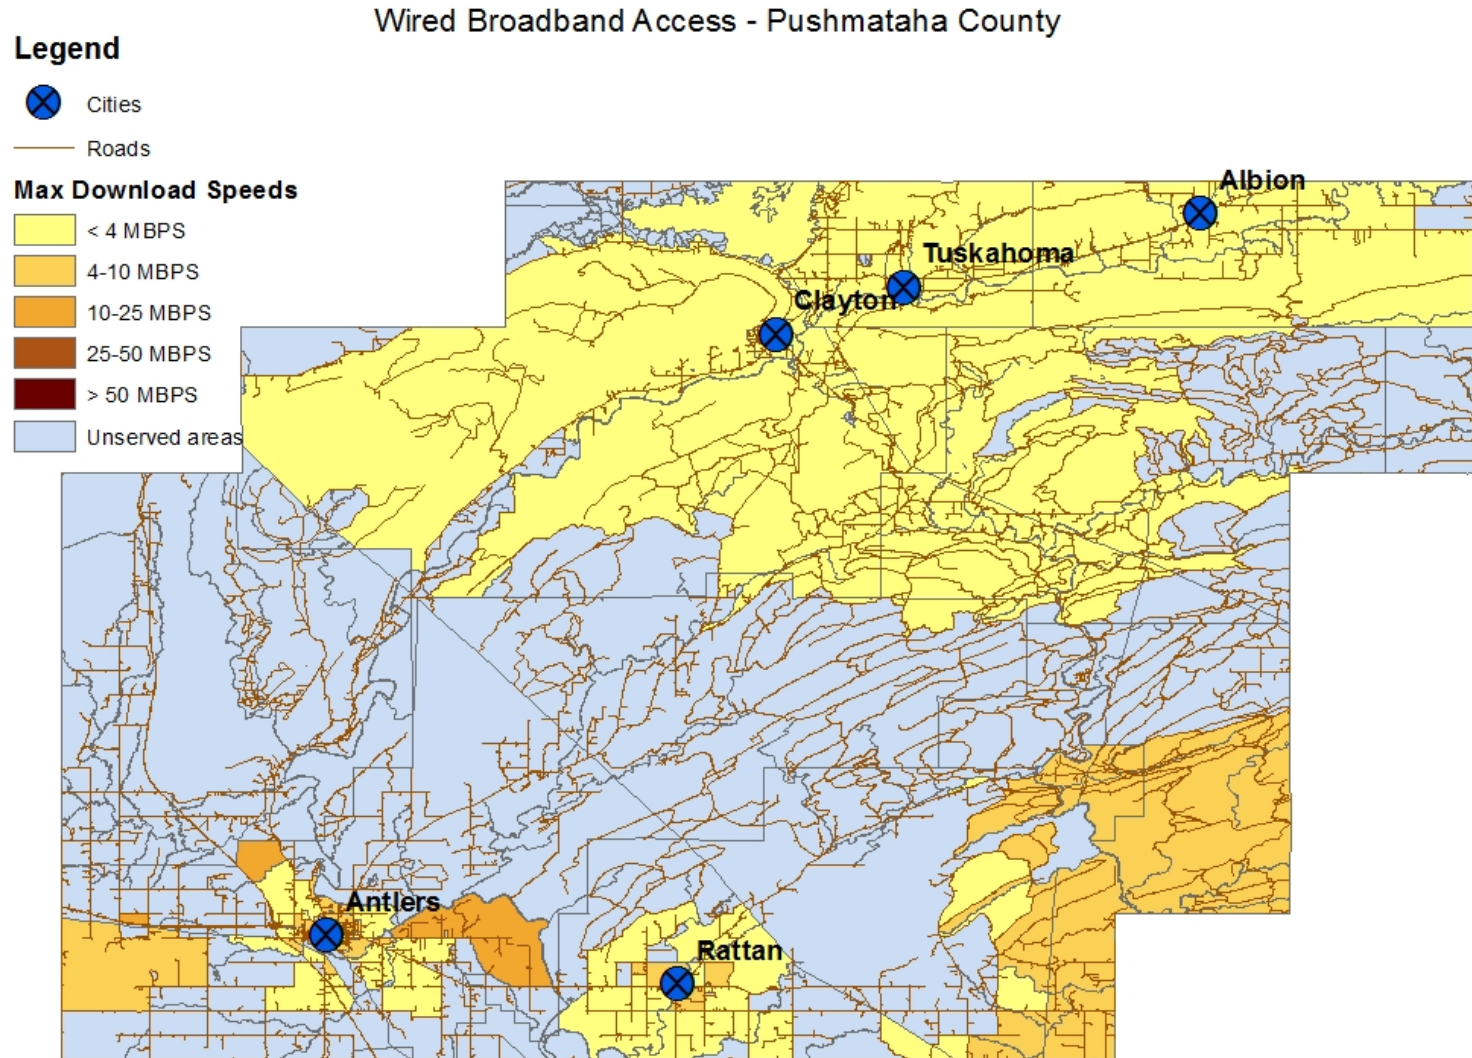 Wired Broadband Access - Pushmataha County
Legend
Cities
Roads
Max Download Speeds
< 4 MBPS
4-10 MBPS
10-25 MBPS
25-50 MBPS
> 50 MBPS
Unserved areas
Albion
Tuskahoma
Clayton
Antlers
Rattan